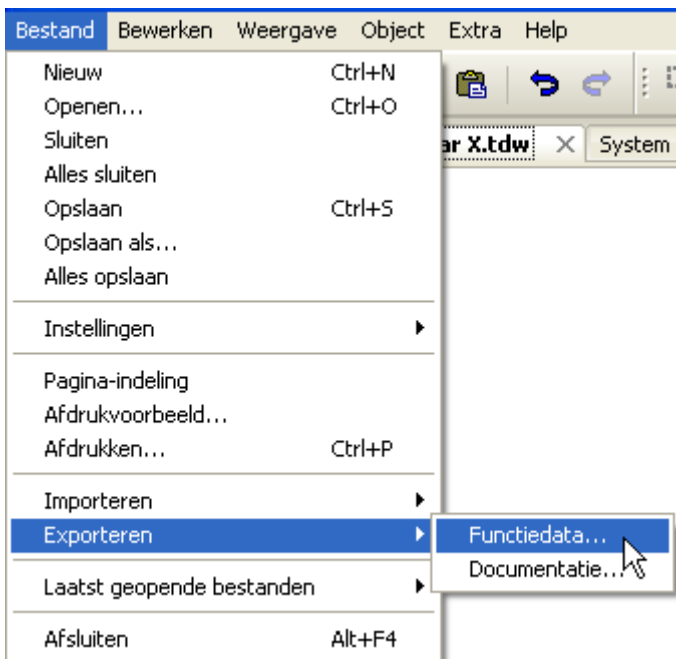 Bestand Bewerken Weergave Object Extra Help
Nieuw Ctrl+N
Openen... Ctrl+O
Sluiten
ar X.tdw System
Alles sluiten
Opslaan Ctrl+S
Opslaan als...
Alles opslaan
Instellingen
Pagina-indeling
Afdrukvoorbeeld...
Afdrukken... Ctrl+P
Importeren
Exporteren
Functiedata...
Documentatie...
Laatst geopende bestanden
Afsluiten Alt+F4